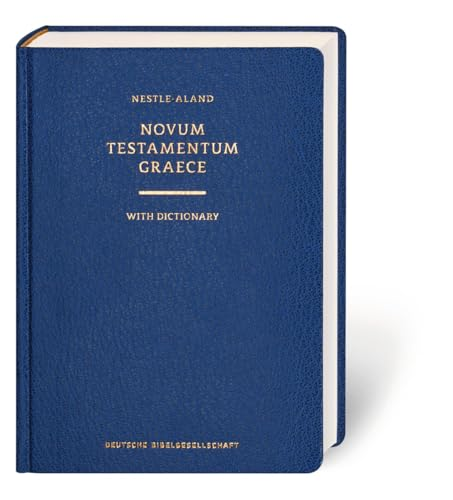 NESTLE-ALAND
NOVUM
TESTAMENTUM
GRAECE
WITH DICTIONARY
DEUTSCHE BIBELGESELLSCHAFT